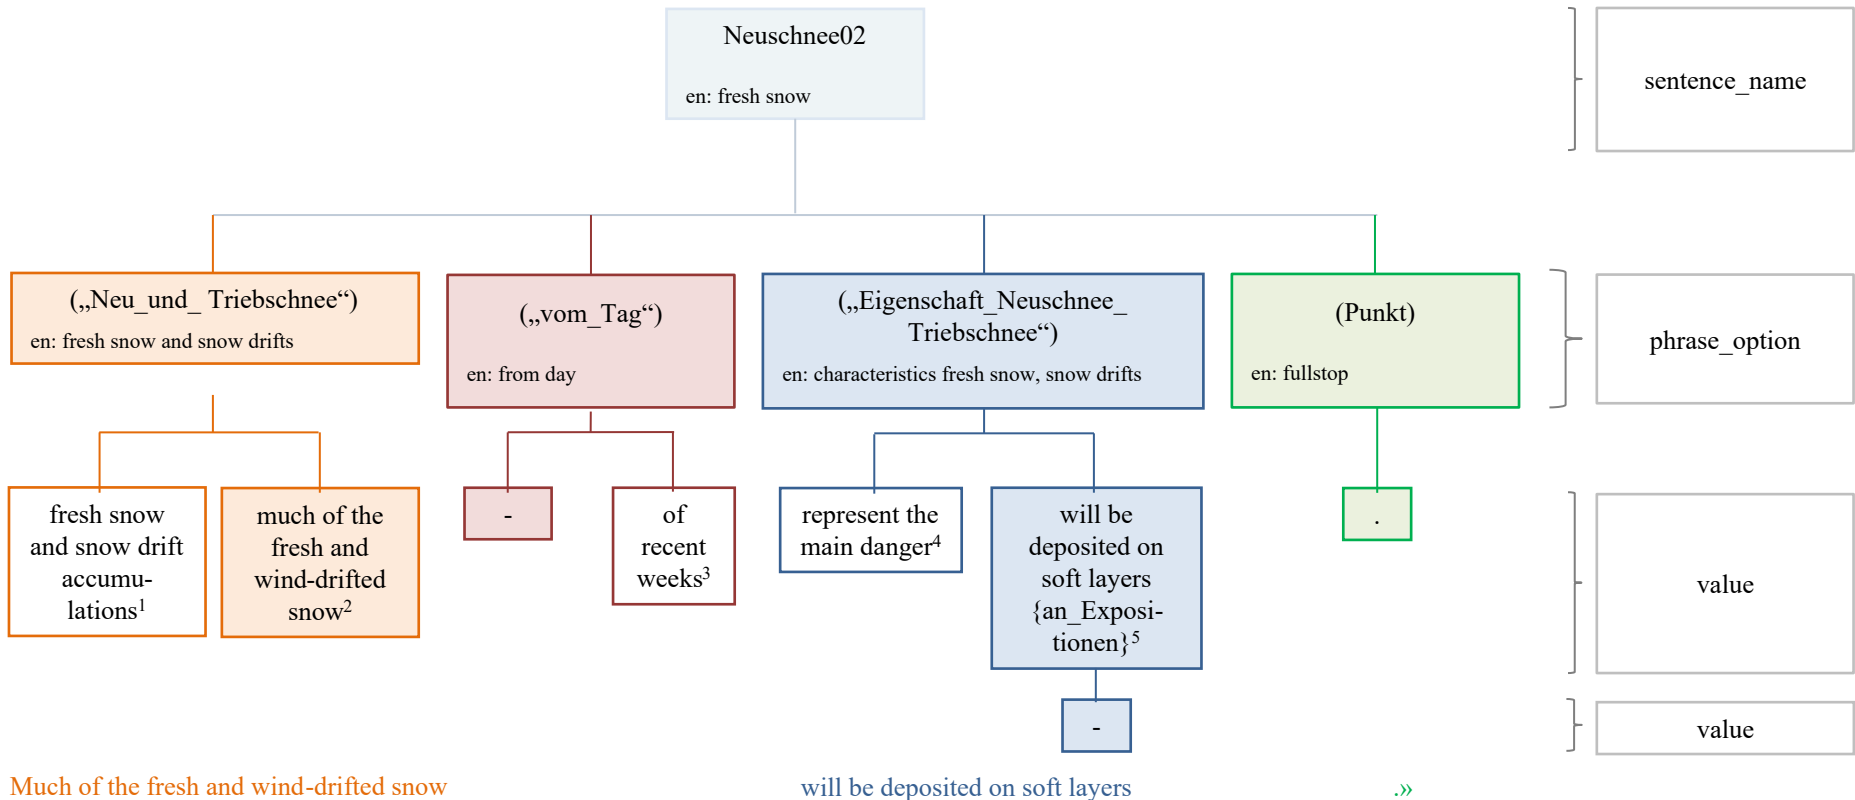 Neuschnee02
en: fresh snow
sentence_name
(„Neu_und_ Triebschnee“)
en: fresh snow and snow drifts
(„vom_Tag“)
en: from day
(„Eigenschaft_Neuschnee_
Triebschnee“)
en: characteristics fresh snow, snow drifts
(Punkt)
en: fullstop
phrase_option
fresh snow
and snow drift
accumu-
lations1
much of the
fresh and
wind-drifted
snow2
-
of
recent
weeks3
represent the
main danger4
will be
deposited on
soft layers
{an_Exposi-
tionen}5
.
value
-
value
Much of the fresh and wind-drifted snow will be deposited on soft layers .»